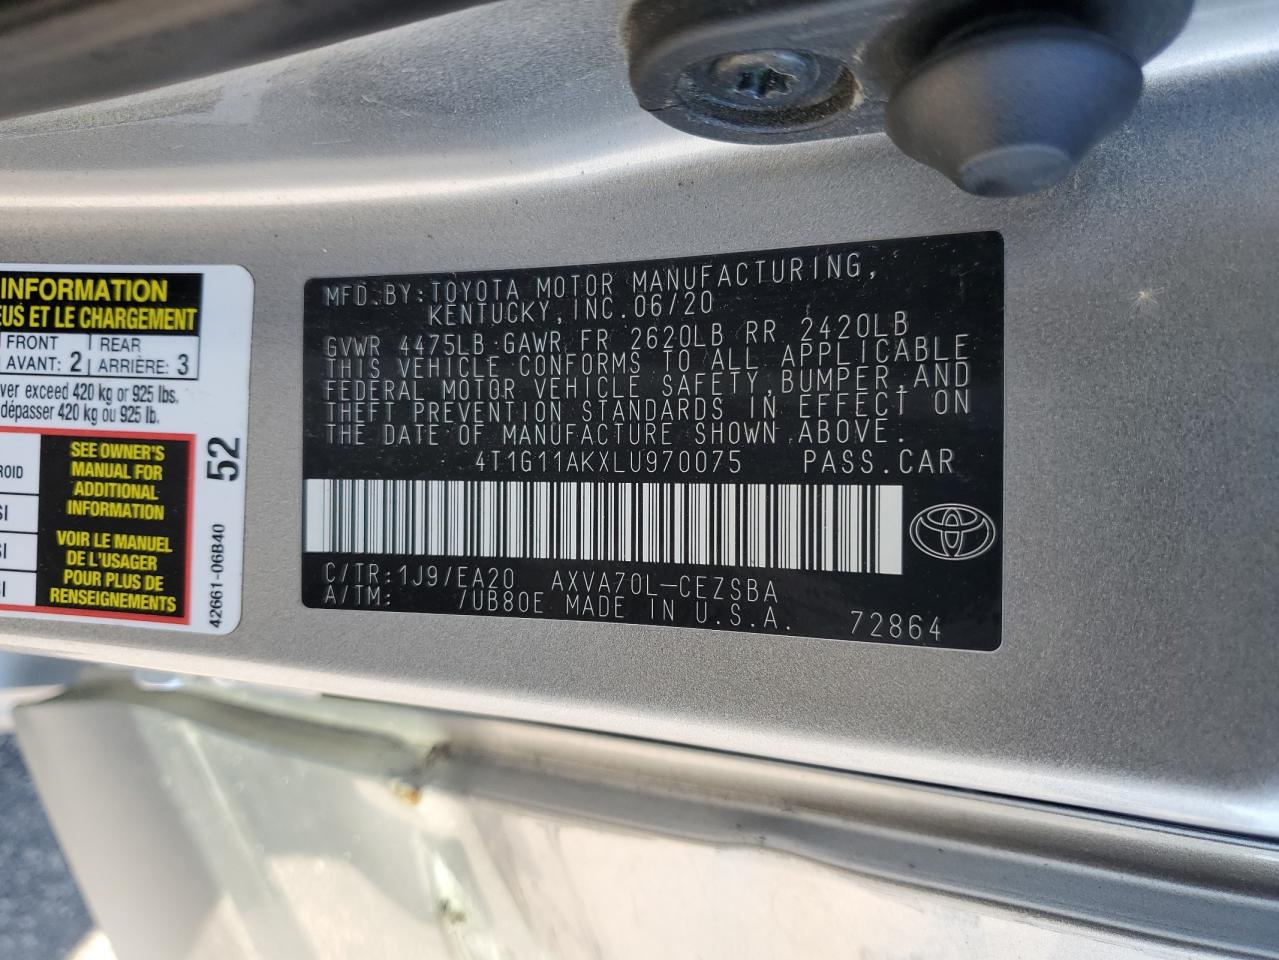 INFORMATION
EUS ET LE CHARGEMENT
FRONT REAR
AVANT: 2 ARRIÈRE: 3
ver exceed 420 kg or 925 lbs.
dépasser 420 kg ou 925 lb.
SEE OWNER'S
MANUAL FOR
ADDITIONAL
INFORMATION
VOIR LE MANUEL
DE L'USAGER
POUR PLUS DE
RENSEIGNEMENTS
ROID
SI
SI
SI
52
42661-06B40
MFD.BY:TOYOTA MOTOR MANUFACTURING,
KENTUCKY,INC.06/20
GVWR 4475LB GAWR FR 2620LB RR 2420LB
THIS VEHICLE CONFORMS TO ALL APPLICABLE
FEDERAL MOTOR VEHICLE SAFETY,BUMPER,AND
THEFT PREVENTION STANDARDS IN EFFECT ON
THE DATE OF MANUFACTURE SHOWN ABOVE.
4T1G11AKXLU970075 PASS.CAR
C/TR:1J9/EA20 AXVA70L-CEZSBA
A/TM: /UB80E MADE IN U.S.A. 72864